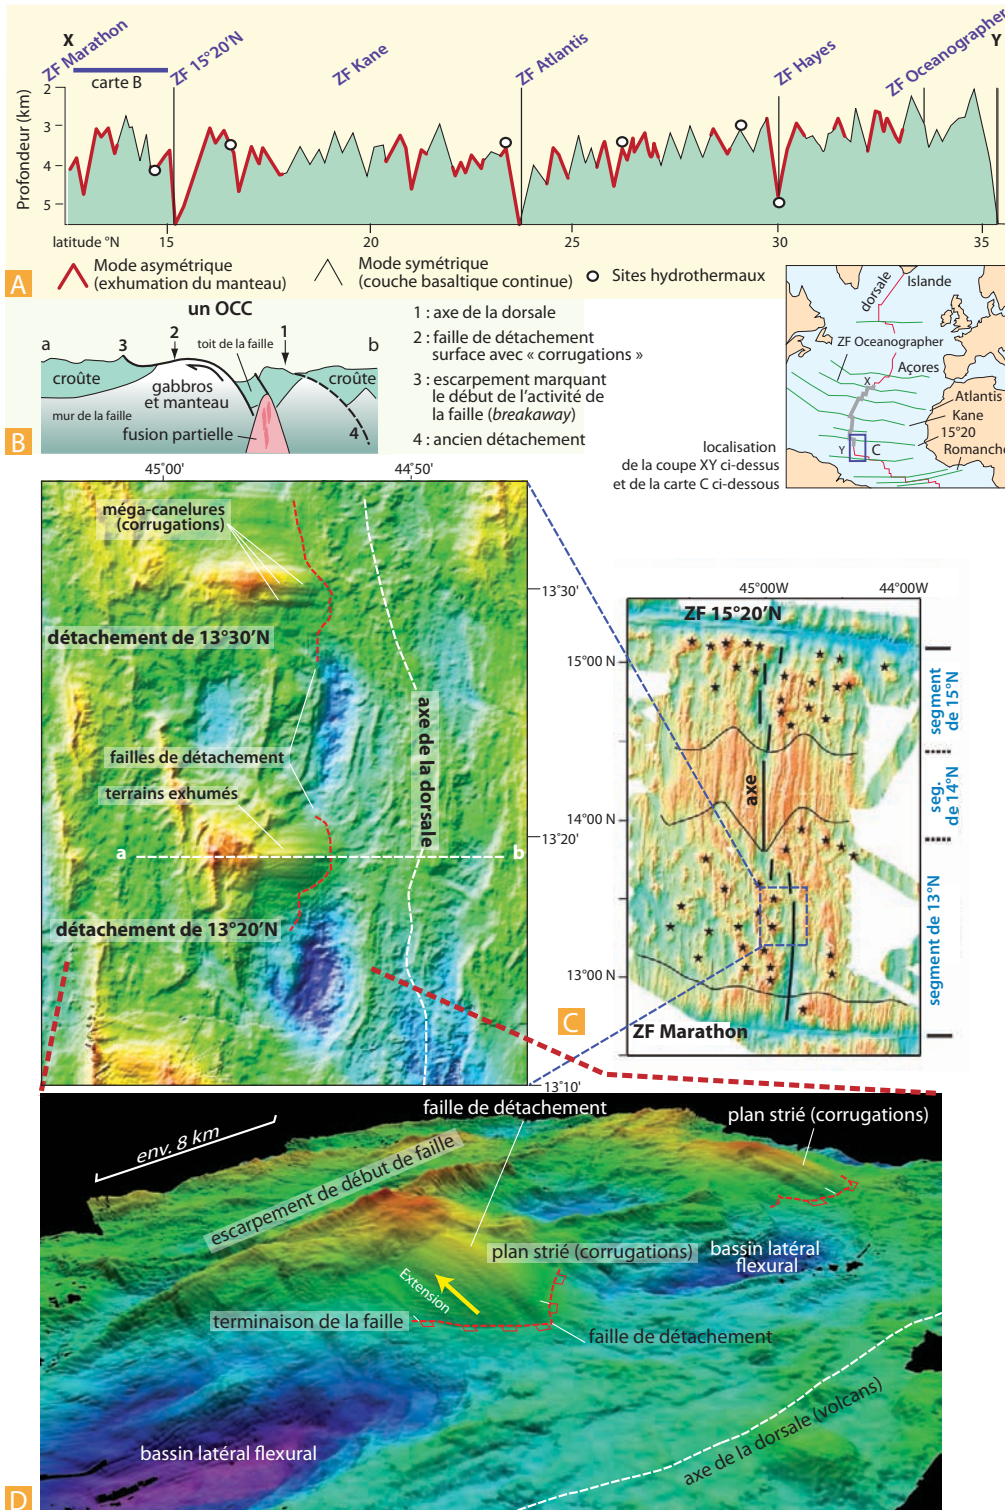 X
Y
ZF Marathon
ZF 15°20'N
ZF Kane
ZF Atlantis
ZF Hayes
ZF Oceanographer
carte B
Profondeur (km)
2
3
4
5
latitude °N
15
20
25
30
35
A
Mode asymétrique
(exhumation du manteau)
Mode symétrique
(couche basaltique continue)
Sites hydrothermaux
un OCC
a
3
2
toit de la faille
1
b
croûte
gabbros
et manteau
croûte
mur de la faille
fusion partielle
4
B
1 : axe de la dorsale
2 : faille de détachement
surface avec « corrugations »
3 : escarpement marquant
le début de l'activité de
la faille (breakaway)
4 : ancien détachement
dorsale
Islande
ZF Oceanographer
Açores
X
Atlantis
Kane
15°20
Romanche
Y
C
localisation
de la coupe XY ci-dessus
et de la carte C ci-dessous
45°00'
44°50'
méga-canelures
(corrugations)
13°30'
détachement de 13°30'N
failles de détachement
axe de la dorsale
terrains exhumés
13°20'
a
b
détachement de 13°20'N
13°10'
C
45°00W
44°00W
ZF 15°20'N
15°00 N
segment
de 15°N
axe
seg.
de 14°N
14°00 N
segment de 13°N
13°00 N
ZF Marathon
env. 8 km
faille de détachement
plan strié (corrugations)
escarpement de début de faille
plan strié (corrugations)
bassin latéral
flexural
Extension
terminaison de la faille
faille de détachement
bassin latéral flexural
axe de la dorsale (volcans)
D